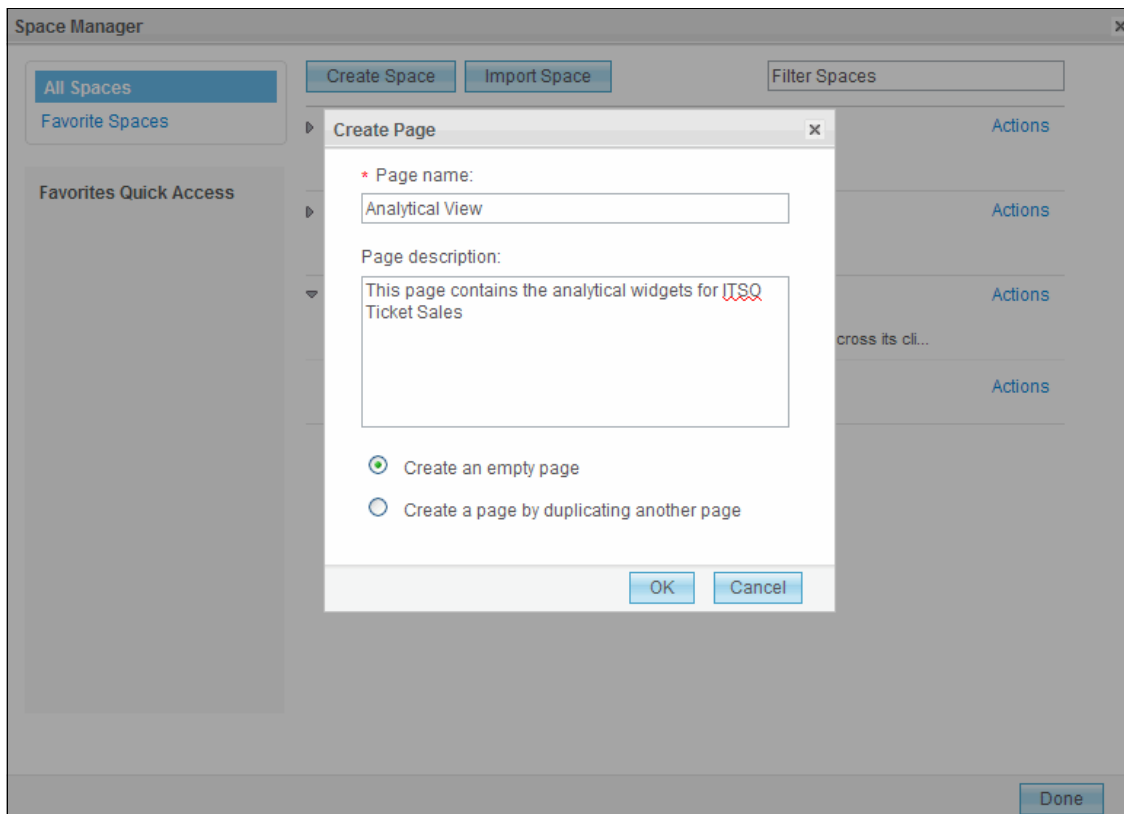 Space Manager
All Spaces
Favorite Spaces
Favorites Quick Access
Create Space
Import Space
Filter Spaces
Actions
Actions
Actions
cross its cli...
Actions
Create Page
* Page name:
Analytical View
Page description:
This page contains the analytical widgets for ITSO
Ticket Sales
Create an empty page
Create a page by duplicating another page
OK
Cancel
Done